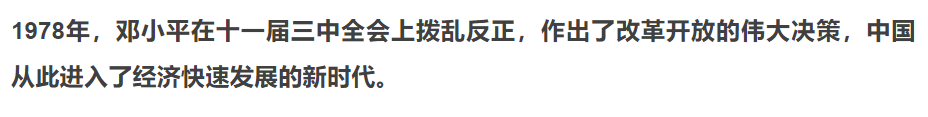 1978年，邓小平在十一届三中全会上拨乱反正，作出了改革开放的伟大决策，中国
从此进入了经济快速发展的新时代。